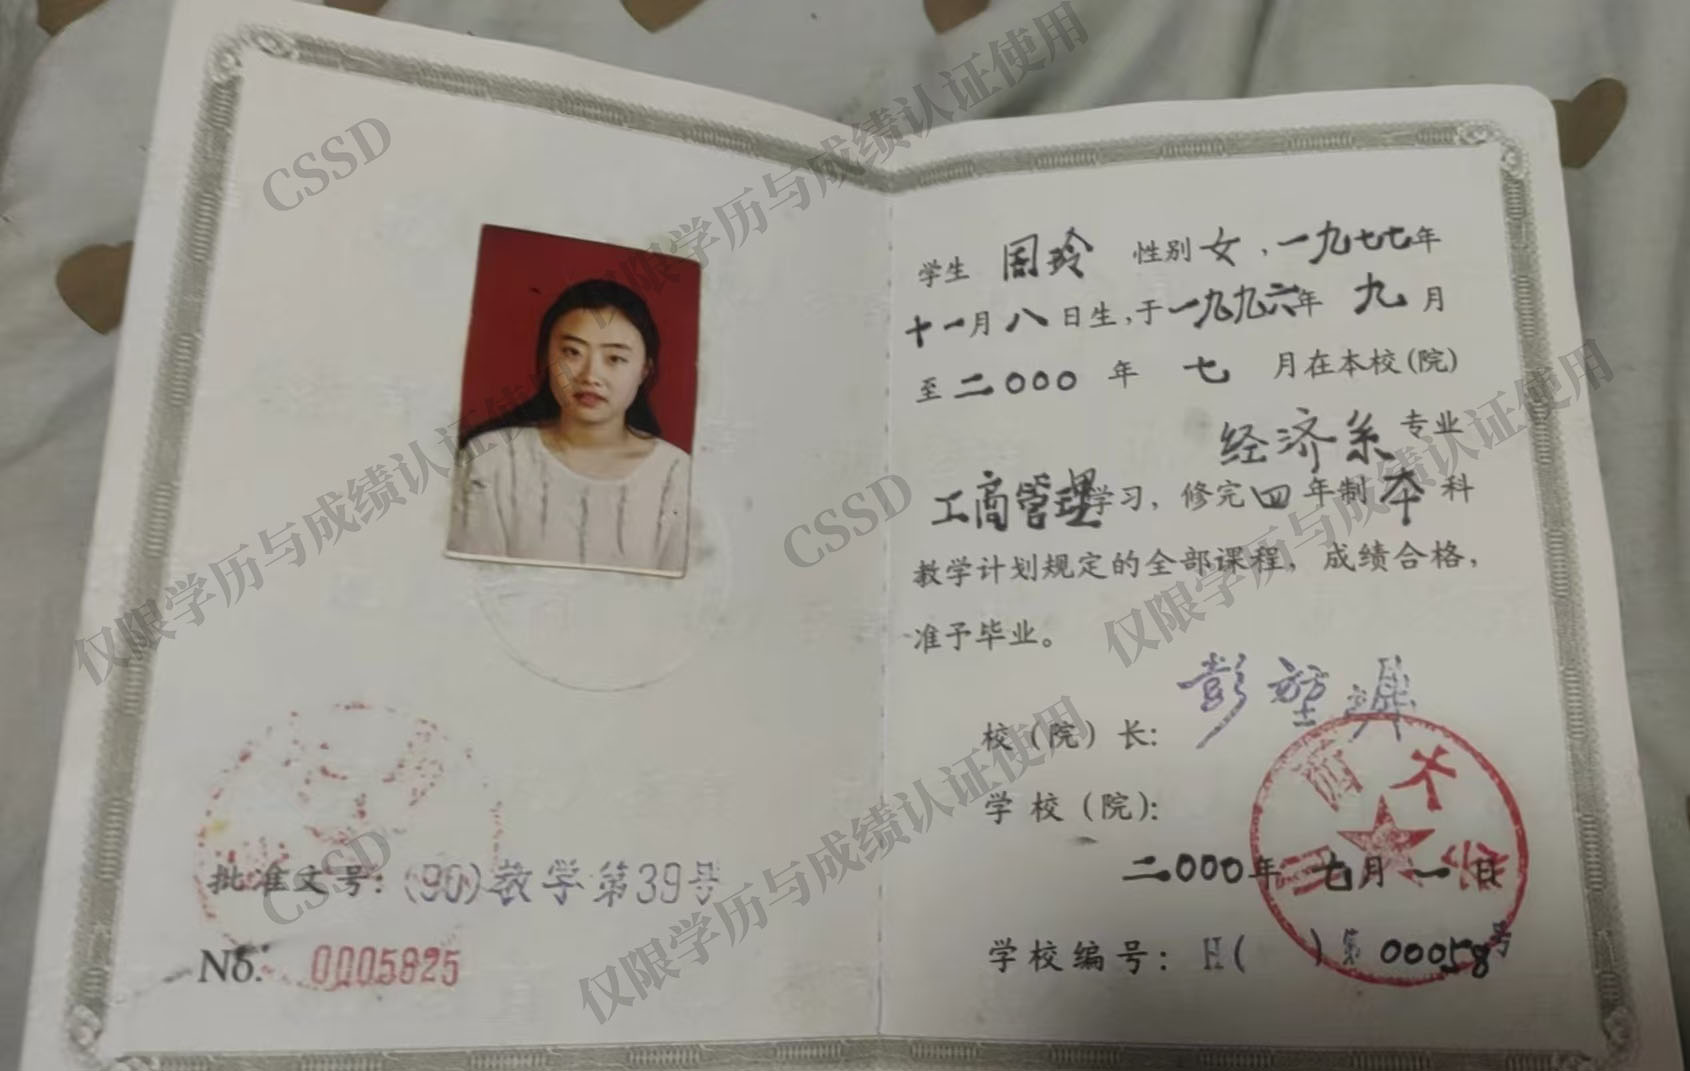 批准文号:(90)教学第39号
No: 0005825
学生 国玲 性别女,一九七七年
十一月八日生,于一九九六年 九月
至二000 年 七 月在本校(院)
经济系专业
工商管理学习, 修完四年制本科
教学计划规定的全部课程, 成绩合格,
准予毕业。
校(院)长: 彭
学校(院):
二000年 七月一日
学校编号: H( )第00058号
CSSD
仅限学历与成绩认证使用
CSSD
仅限学历与成绩认证使用
CSSD
仅限学历与成绩认证使用
仅限学历与成绩认证使用